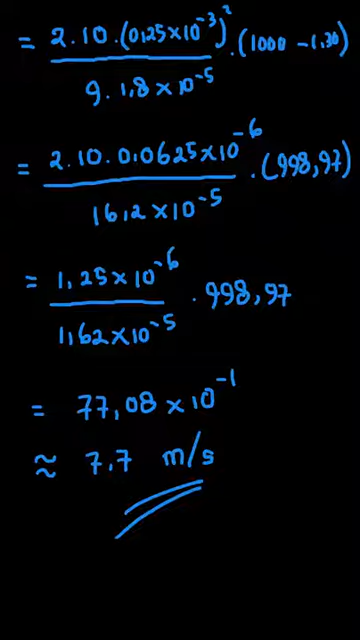 = 2.10.(0,25×10⁻³)² / 9.1,8×10⁻⁵ . (1000 − 1,30)
= 2.10.0,0625×10⁻⁶ / 16,2×10⁻⁵ . (998,97)
= 1,25×10⁻⁶ / 1,62×10⁻⁵ . 998,97
= 77,08 × 10⁻¹
≈ 7.7 m/s